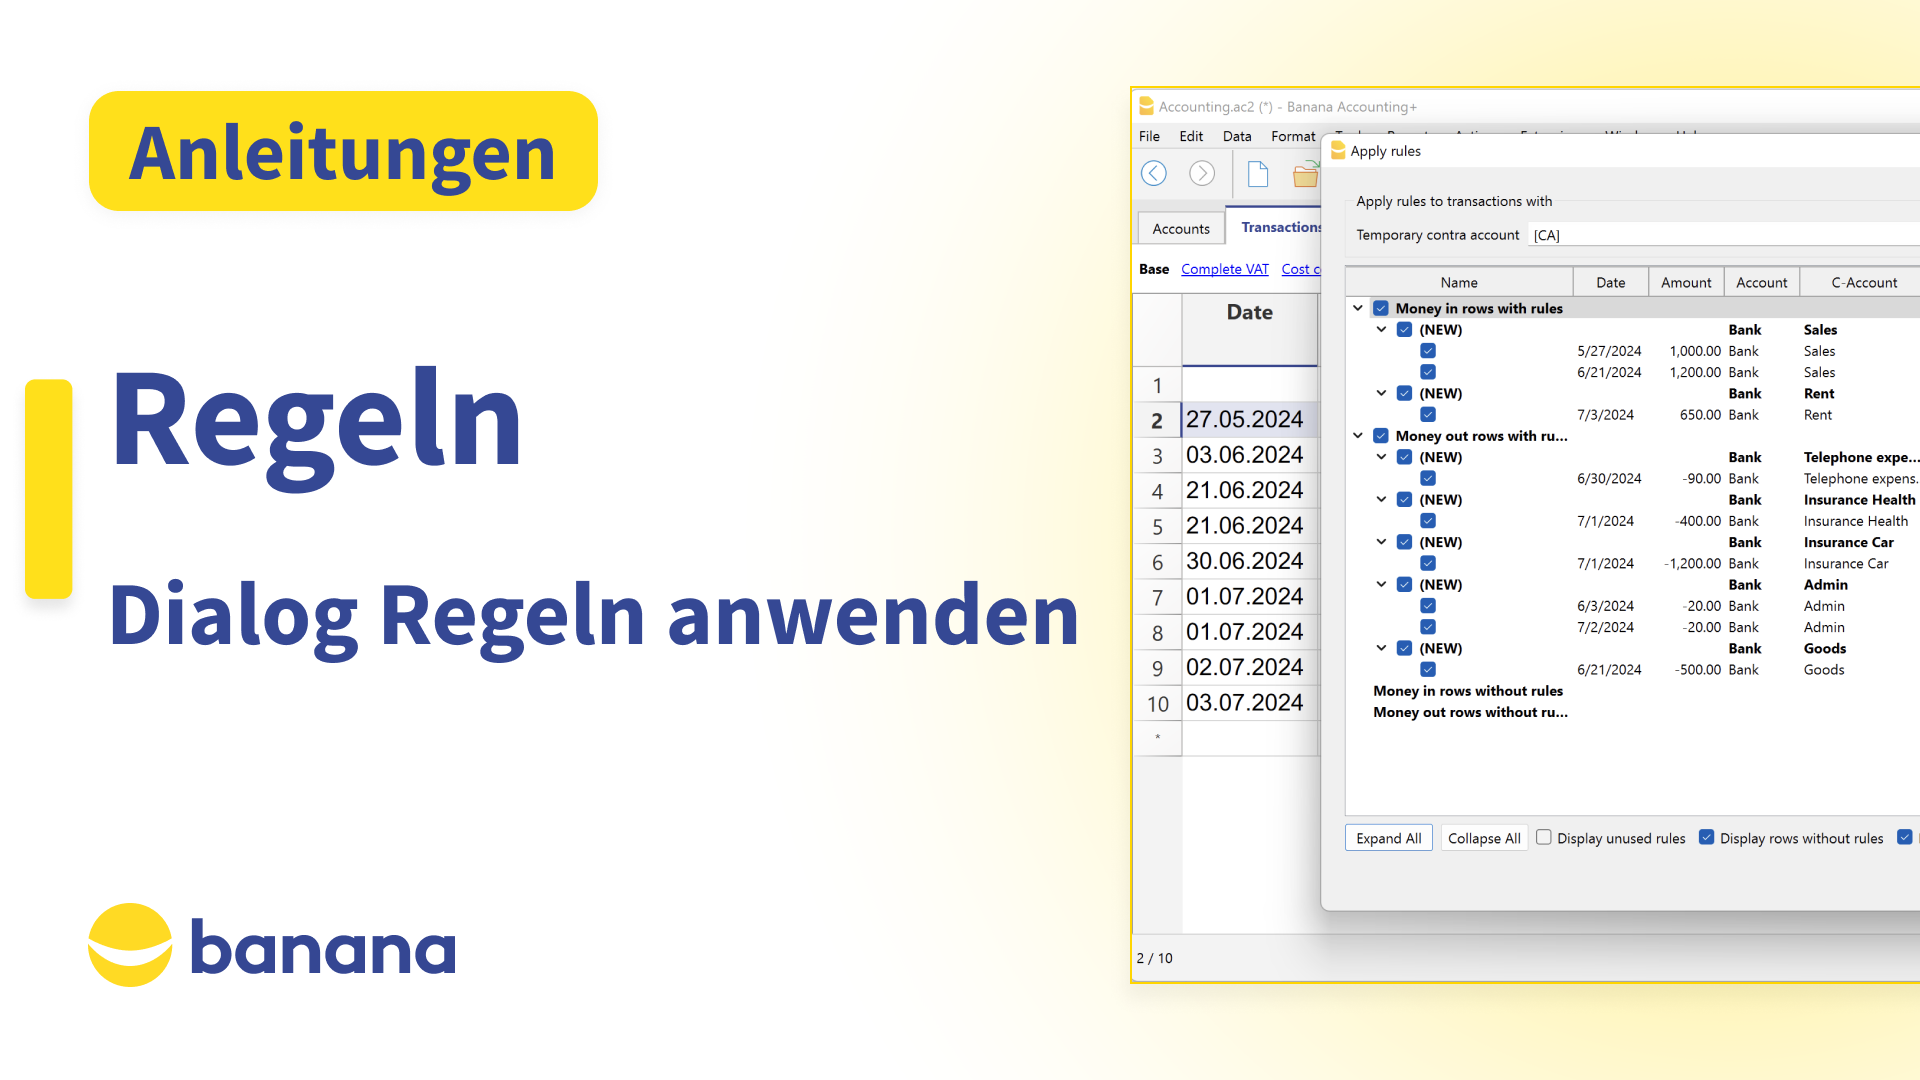 Anleitungen
Regeln
Dialog Regeln anwenden
banana
Accounting.ac2 (*) - Banana Accounting+
File Edit Data Format
Accounts Transactions
Base Complete VAT
Date
1
2 27.05.2024
3 03.06.2024
4 21.06.2024
5 21.06.2024
6 30.06.2024
7 01.07.2024
8 01.07.2024
9 02.07.2024
10 03.07.2024
*
2 / 10
Apply rules
Apply rules to transactions with
Temporary contra account [CA]
Name Date Amount Account C-Account
Money in rows with rules
(NEW) Bank Sales
5/27/2024 1,000.00 Bank Sales
6/21/2024 1,200.00 Bank Sales
(NEW) Bank Rent
7/3/2024 650.00 Bank Rent
Money out rows with ru...
(NEW) Bank Telephone expe...
6/30/2024 -90.00 Bank Telephone expens.
(NEW) Bank Insurance Health
7/1/2024 -400.00 Bank Insurance Health
(NEW) Bank Insurance Car
7/1/2024 -1,200.00 Bank Insurance Car
(NEW) Bank Admin
6/3/2024 -20.00 Bank Admin
7/2/2024 -20.00 Bank Admin
(NEW) Bank Goods
6/21/2024 -500.00 Bank Goods
Money in rows without rules
Money out rows without ru...
Expand All Collapse All Display unused rules Display rows without rules